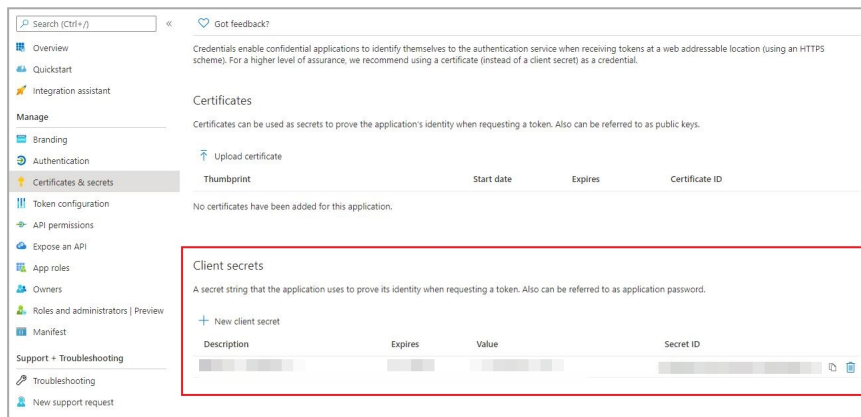 Search (Ctrl+/)
«
Got feedback?
Overview
Quickstart
Integration assistant
Manage
Branding
Authentication
Certificates & secrets
Token configuration
API permissions
Expose an API
App roles
Owners
Roles and administrators | Preview
Manifest
Support + Troubleshooting
Troubleshooting
New support request
Credentials enable confidential applications to identify themselves to the authentication service when receiving tokens at a web addressable location (using an HTTPS
scheme). For a higher level of assurance, we recommend using a certificate (instead of a client secret) as a credential.
Certificates
Certificates can be used as secrets to prove the application's identity when requesting a token. Also can be referred to as public keys.
Upload certificate
Thumbprint Start date Expires Certificate ID
No certificates have been added for this application.
Client secrets
A secret string that the application uses to prove its identity when requesting a token. Also can be referred to as application password.
New client secret
Description Expires Value Secret ID